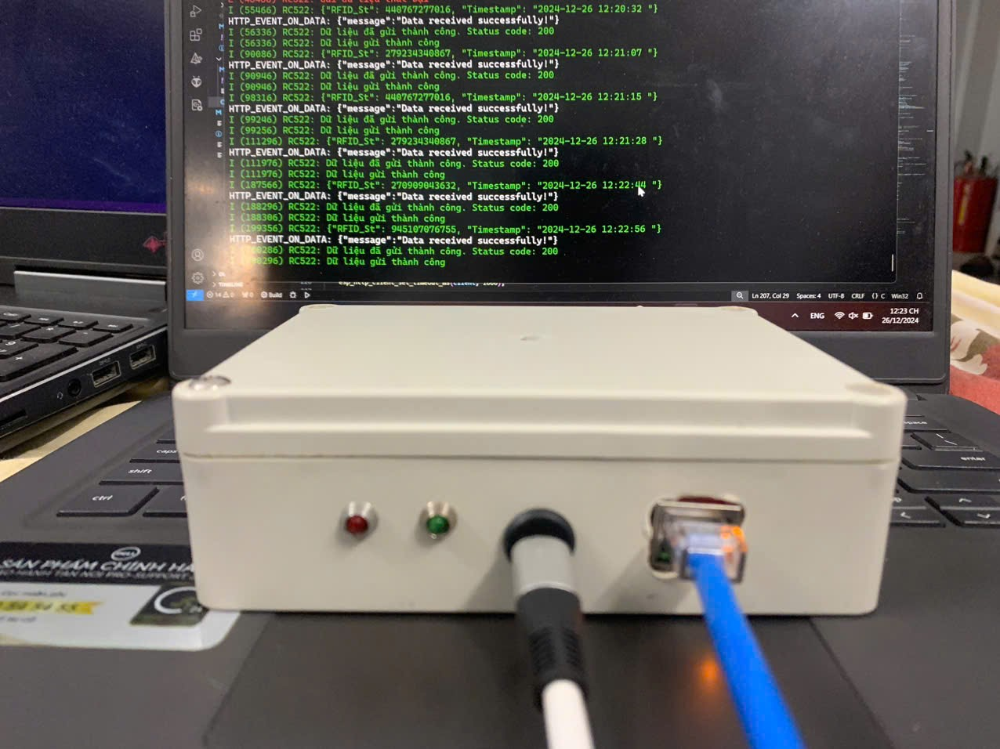 I (55466) RC522: {"RFID_St": 440767277016, "Timestamp": "2024-12-26 12:20:32 "}
HTTP_EVENT_ON_DATA: {"message":"Data received successfully!"}
I (56336) RC522: Dữ liệu đã gửi thành công. Status code: 200
I (56336) RC522: Dữ liệu gửi thành công
I (90086) RC522: {"RFID_St": 279234340867, "Timestamp": "2024-12-26 12:21:07 "}
HTTP_EVENT_ON_DATA: {"message":"Data received successfully!"}
I (90946) RC522: Dữ liệu đã gửi thành công. Status code: 200
I (90946) RC522: Dữ liệu gửi thành công
I (98316) RC522: {"RFID_St": 440767277016, "Timestamp": "2024-12-26 12:21:15 "}
HTTP_EVENT_ON_DATA: {"message":"Data received successfully!"}
I (99246) RC522: Dữ liệu đã gửi thành công. Status code: 200
I (99256) RC522: Dữ liệu gửi thành công
I (111296) RC522: {"RFID_St": 279234340867, "Timestamp": "2024-12-26 12:21:28 "}
HTTP_EVENT_ON_DATA: {"message":"Data received successfully!"}
I (111976) RC522: Dữ liệu đã gửi thành công. Status code: 200
I (111976) RC522: Dữ liệu gửi thành công
I (187566) RC522: {"RFID_St": 270909043632, "Timestamp": "2024-12-26 12:22:44 "}
HTTP_EVENT_ON_DATA: {"message":"Data received successfully!"}
I (188296) RC522: Dữ liệu đã gửi thành công. Status code: 200
I (188306) RC522: Dữ liệu gửi thành công
I (199356) RC522: {"RFID_St": 945107076755, "Timestamp": "2024-12-26 12:22:56 "}
HTTP_EVENT_ON_DATA: {"message":"Data received successfully!"}
RC522: Dữ liệu đã gửi thành công. Status code: 200
RC522: Dữ liệu gửi thành công
TIMELINE
Build
Ln 207, Col 29 Spaces: 4 UTF-8 CRLF {} C Win32
ENG
12:23 CH
26/12/2024
caps
shift
ctrl
enter
DELL
SẢN PHẨM CHÍNH